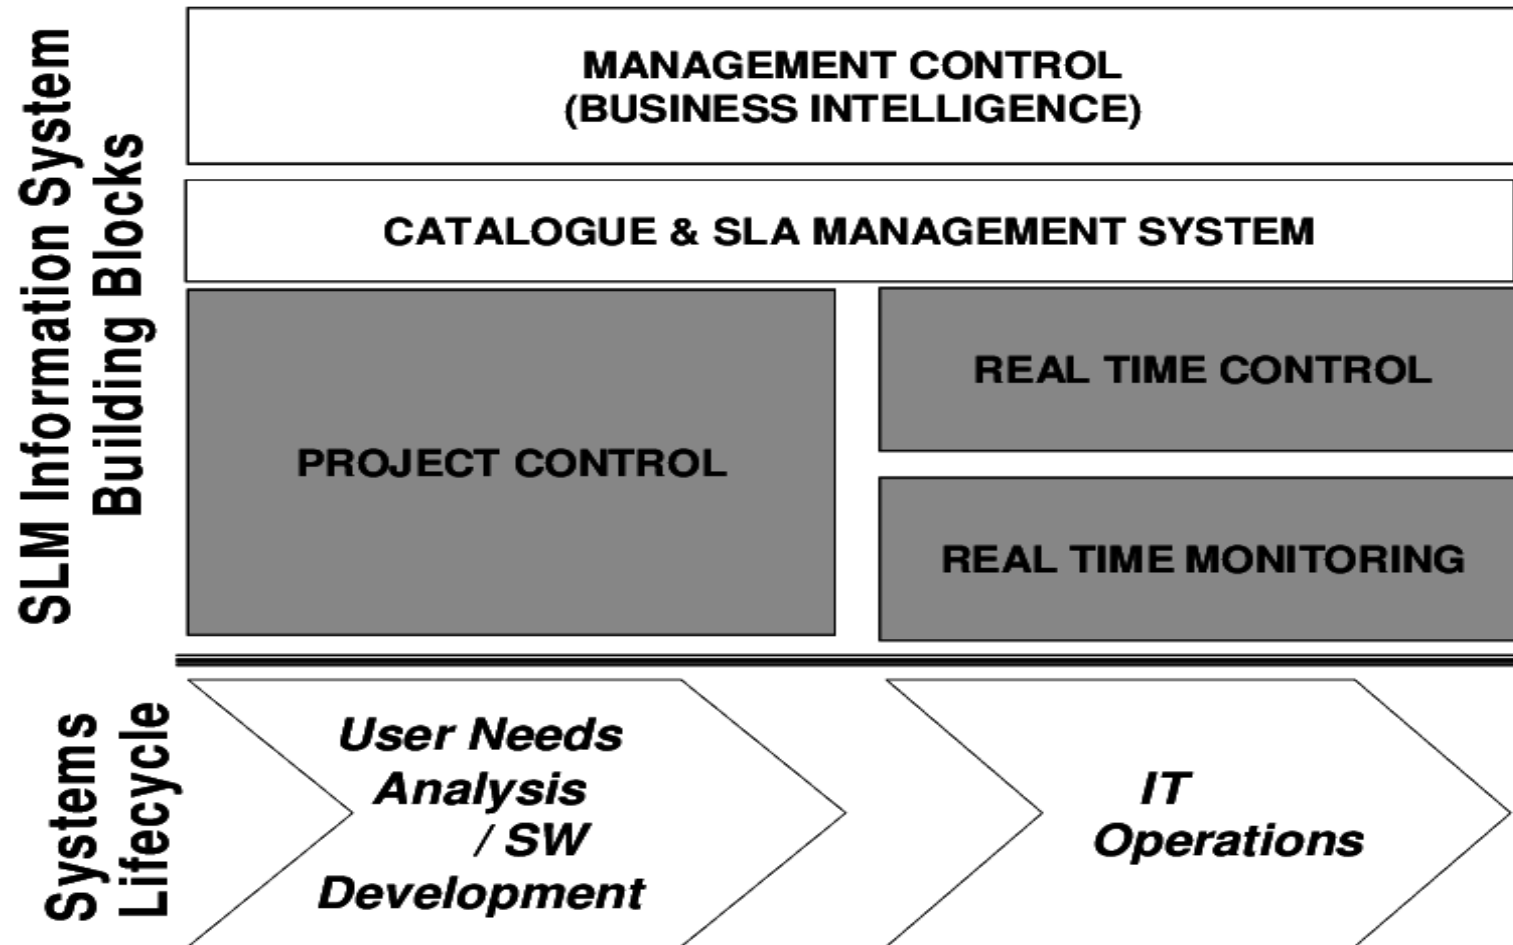 SLM Information System
Building Blocks
MANAGEMENT CONTROL
(BUSINESS INTELLIGENCE)
CATALOGUE & SLA MANAGEMENT SYSTEM
PROJECT CONTROL
REAL TIME CONTROL
REAL TIME MONITORING
Systems
Lifecycle
User Needs
Analysis
/ SW
Development
IT
Operations